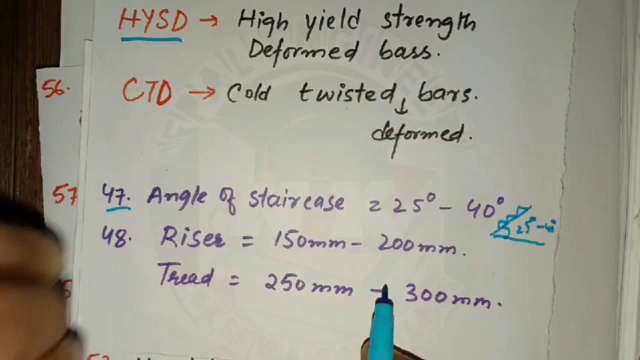 HYSD → High yield strength
Deformed bass.
56. CTD → Cold twisted bars.
↓
deformed.
57
47. Angle of staircase = 25° - 40°
25°-40°
48. Riser = 150mm - 200mm.
Tread = 250mm - 300mm.